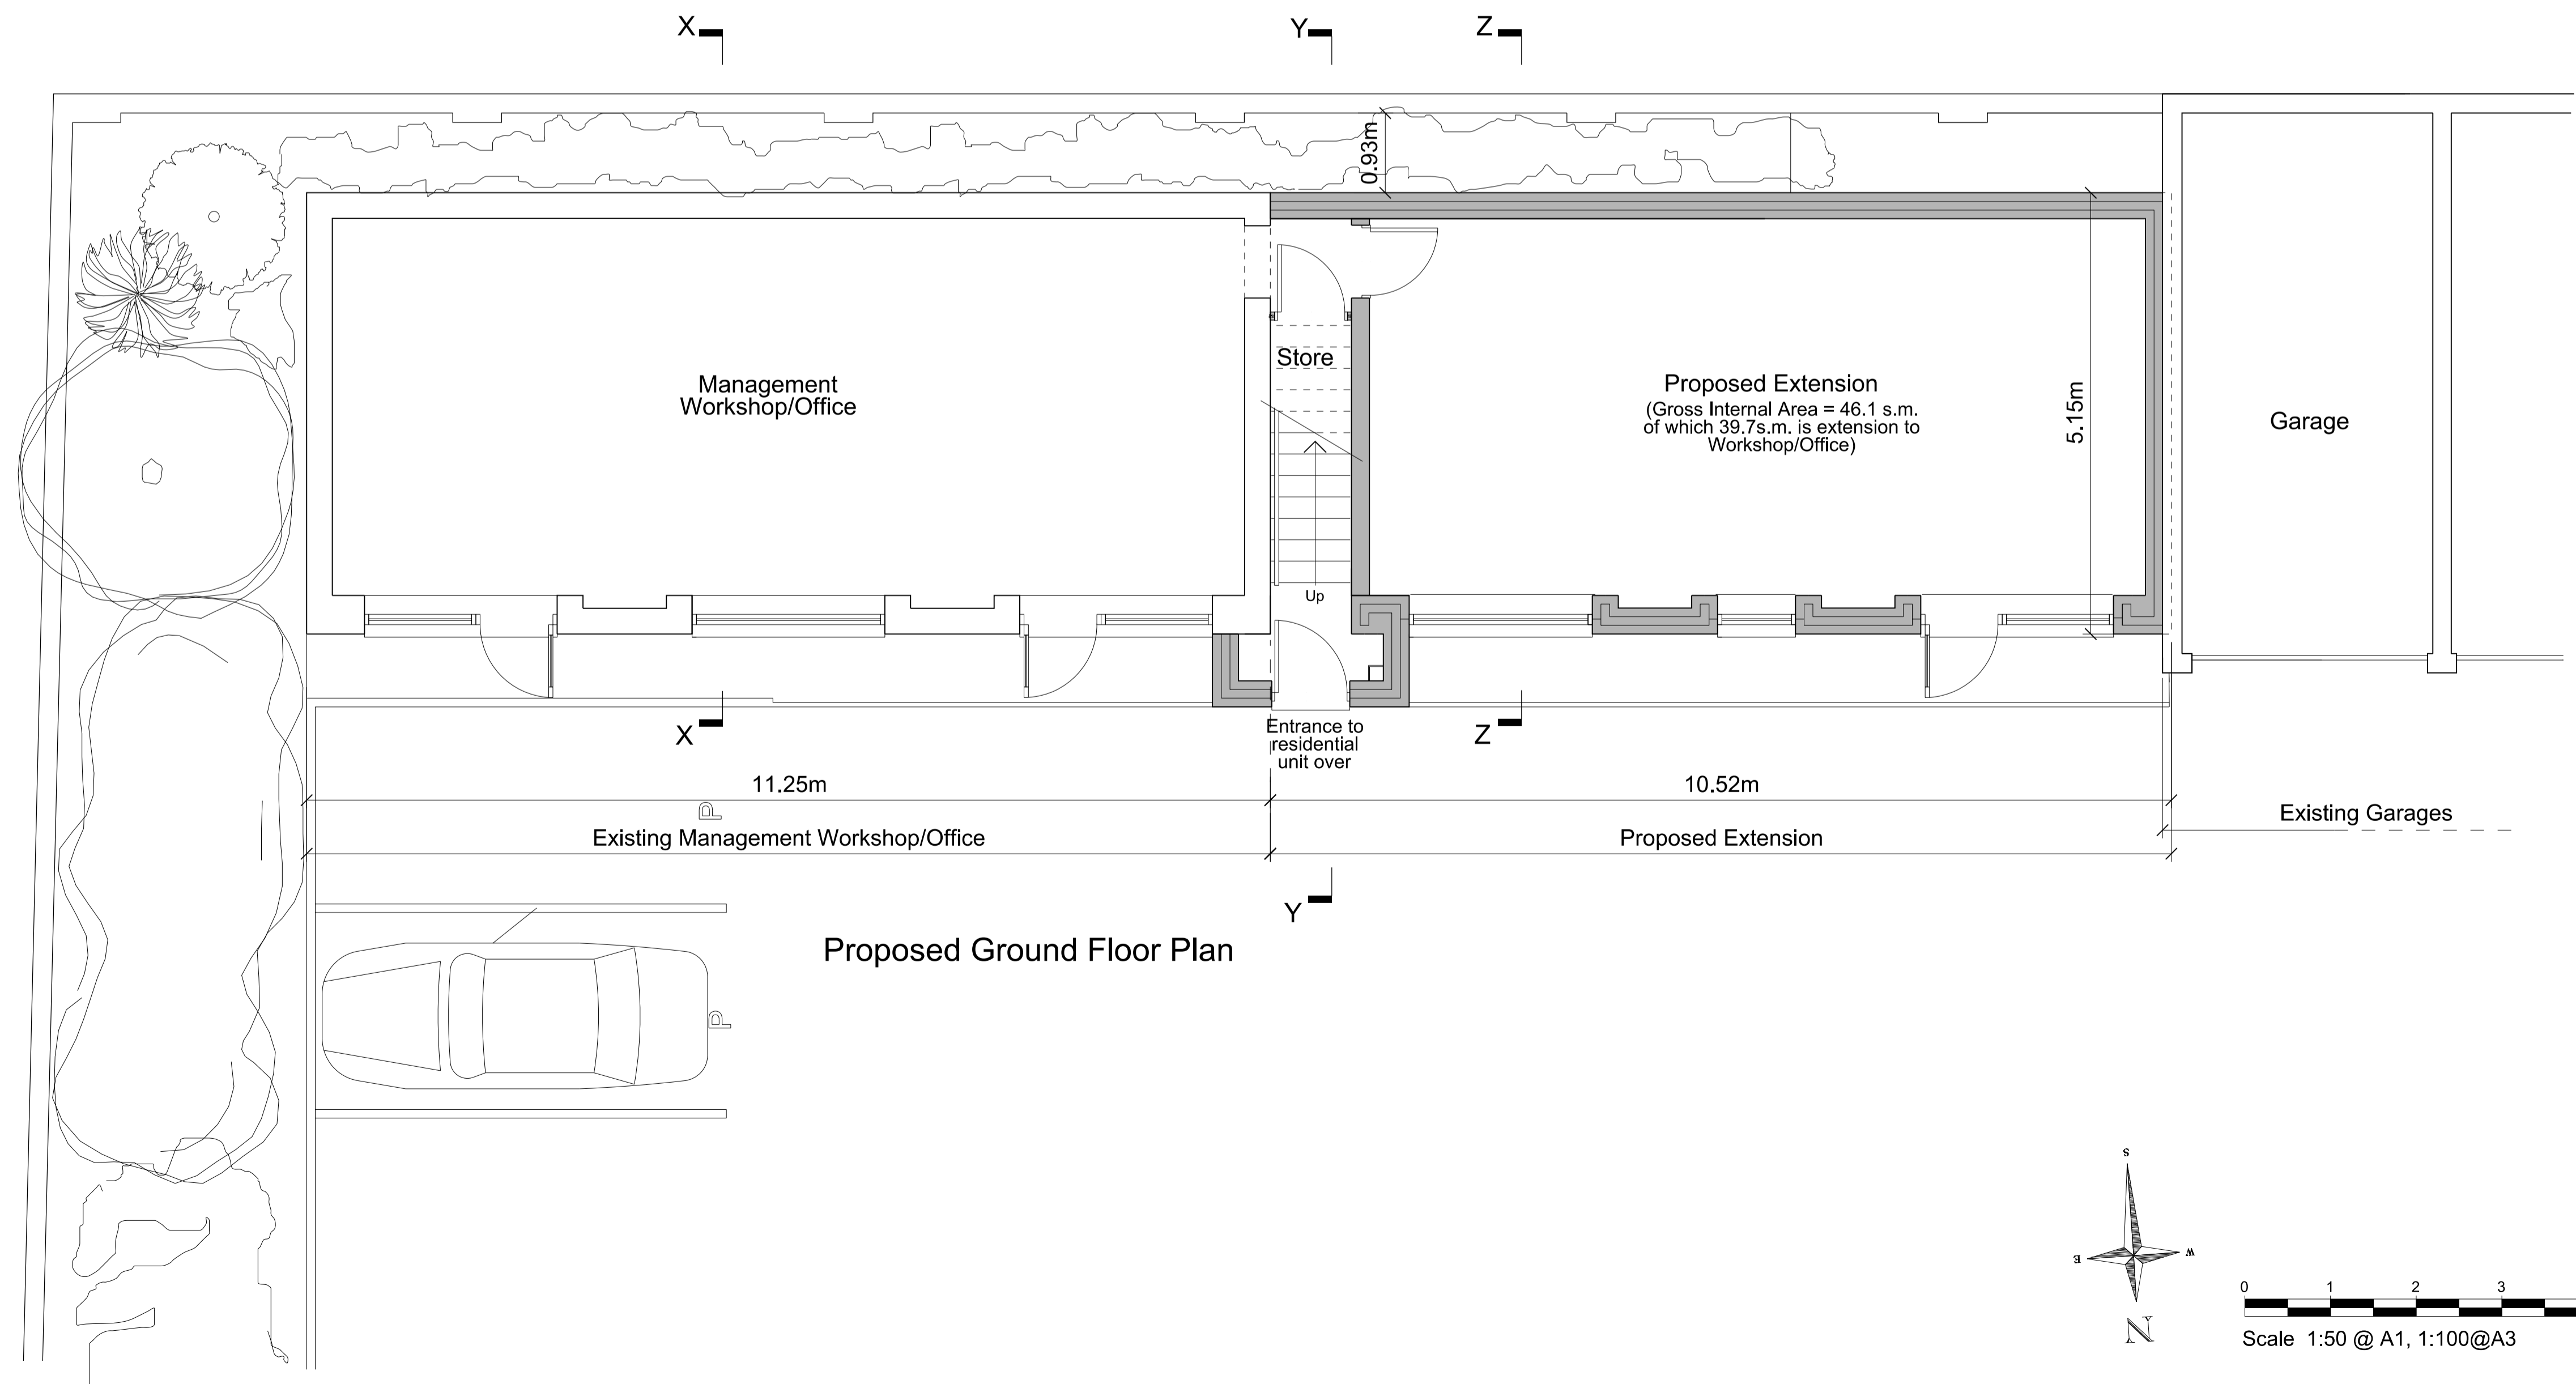 X
Y
Z
0.93m
Store
Management
Workshop/Office
Proposed Extension
(Gross Internal Area = 46.1 s.m.
of which 39.7s.m. is extension to
Workshop/Office)
5.15m
Garage
Up
X
Z
Entrance to
residential
unit over
11.25m
10.52m
P
Existing Garages
Existing Management Workshop/Office
Proposed Extension
Y
Proposed Ground Floor Plan
P
S
E
W
N
0 1 2 3
Scale 1:50 @ A1, 1:100@A3